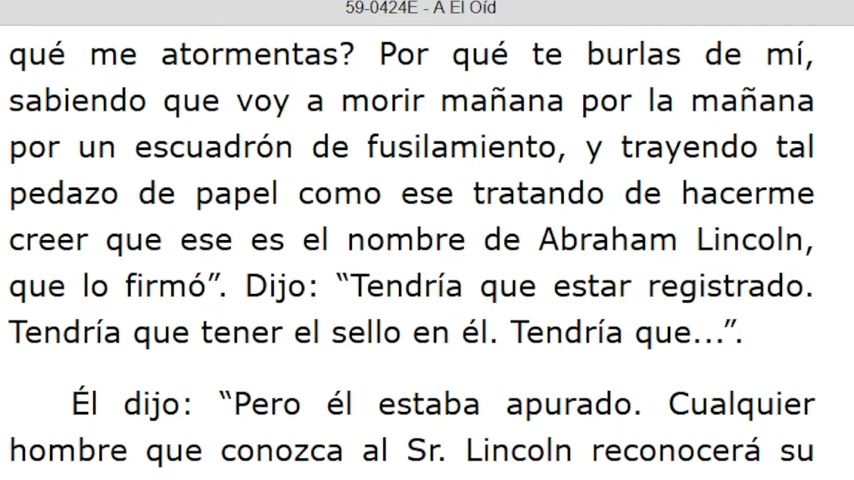 59-0424E - A El Oíd
qué me atormentas? Por qué te burlas de mí,
sabiendo que voy a morir mañana por la mañana
por un escuadrón de fusilamiento, y trayendo tal
pedazo de papel como ese tratando de hacerme
creer que ese es el nombre de Abraham Lincoln,
que lo firmó”. Dijo: “Tendría que estar registrado.
Tendría que tener el sello en él. Tendría que...”.
Él dijo: “Pero él estaba apurado. Cualquier
hombre que conozca al Sr. Lincoln reconocerá su